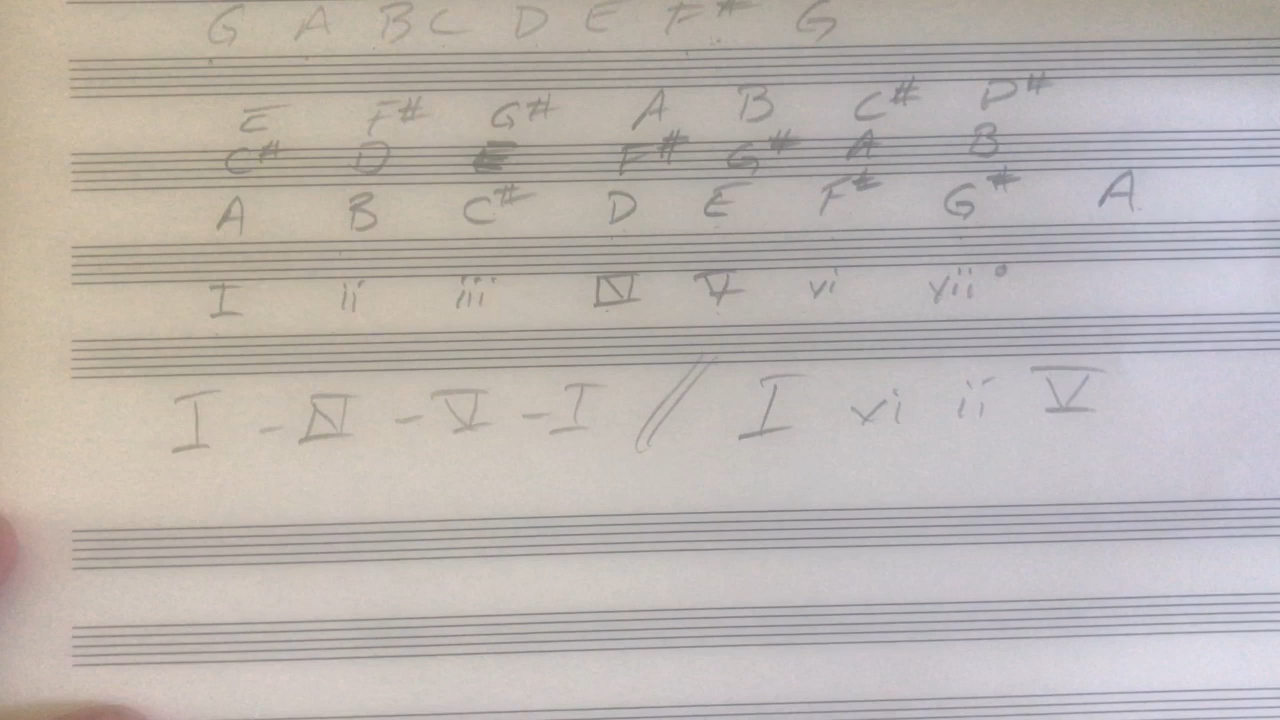 G A B C D E F# G
E F# G# A B C# D#
C# D E F# G# A B
A B C# D E F# G# A
I ii iii IV V vi vii°
I - IV - V - I // I vi ii V